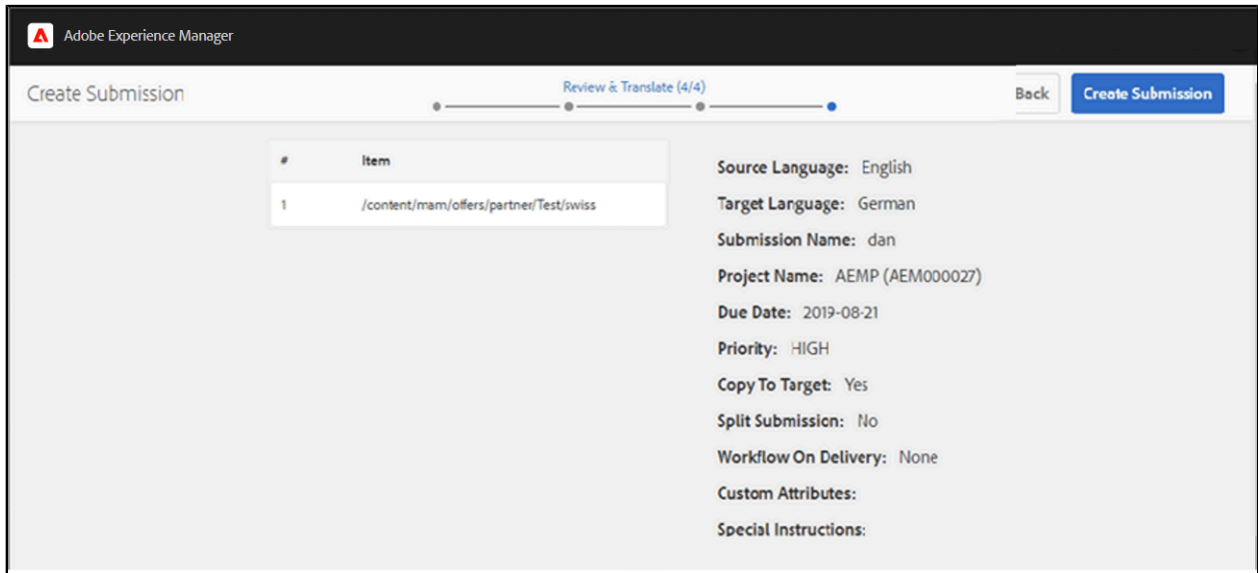 Adobe Experience Manager
Create Submission
Review & Translate (4/4)
Back
Create Submission
# Item
1 /content/mam/offers/partner/Test/swiss
Source Language: English
Target Language: German
Submission Name: dan
Project Name: AEMP (AEM000027)
Due Date: 2019-08-21
Priority: HIGH
Copy To Target: Yes
Split Submission: No
Workflow On Delivery: None
Custom Attributes:
Special Instructions: